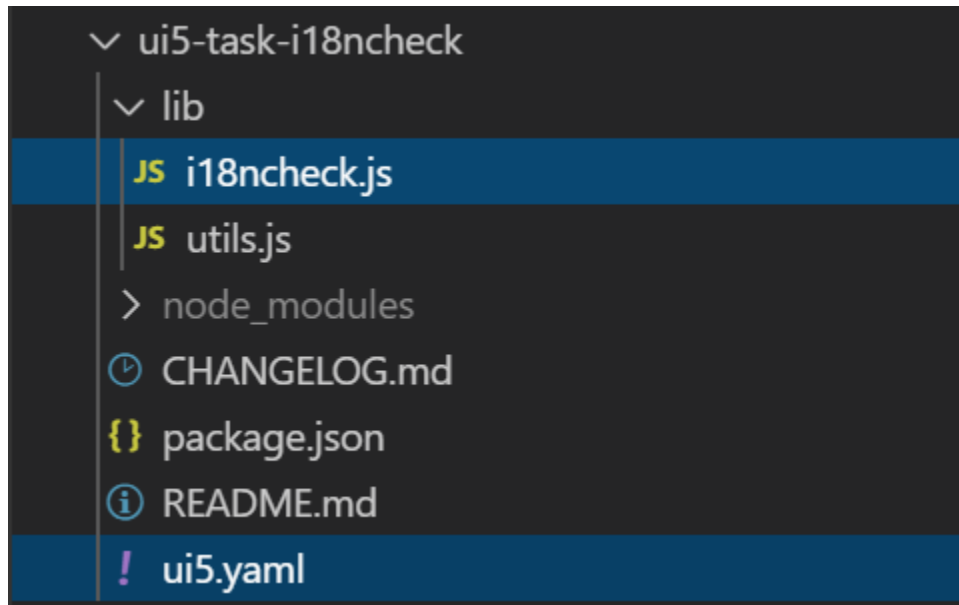 ui5-task-i18ncheck
lib
JS i18ncheck.js
JS utils.js
node_modules
CHANGELOG.md
{} package.json
README.md
! ui5.yaml